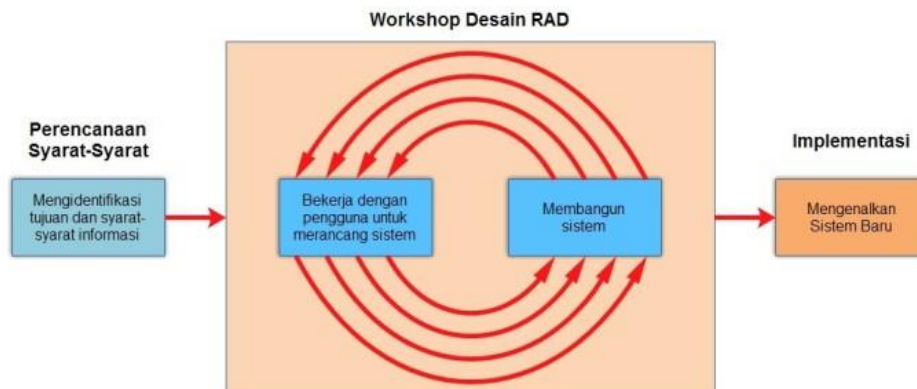 Workshop Desain RAD
Perencanaan
Syarat-Syarat
Mengidentifikasi
tujuan dan syarat-
syarat informasi
Bekerja dengan
pengguna untuk
merancang sistem
Membangun
sistem
Implementasi
Mengenalkan
Sistem Baru